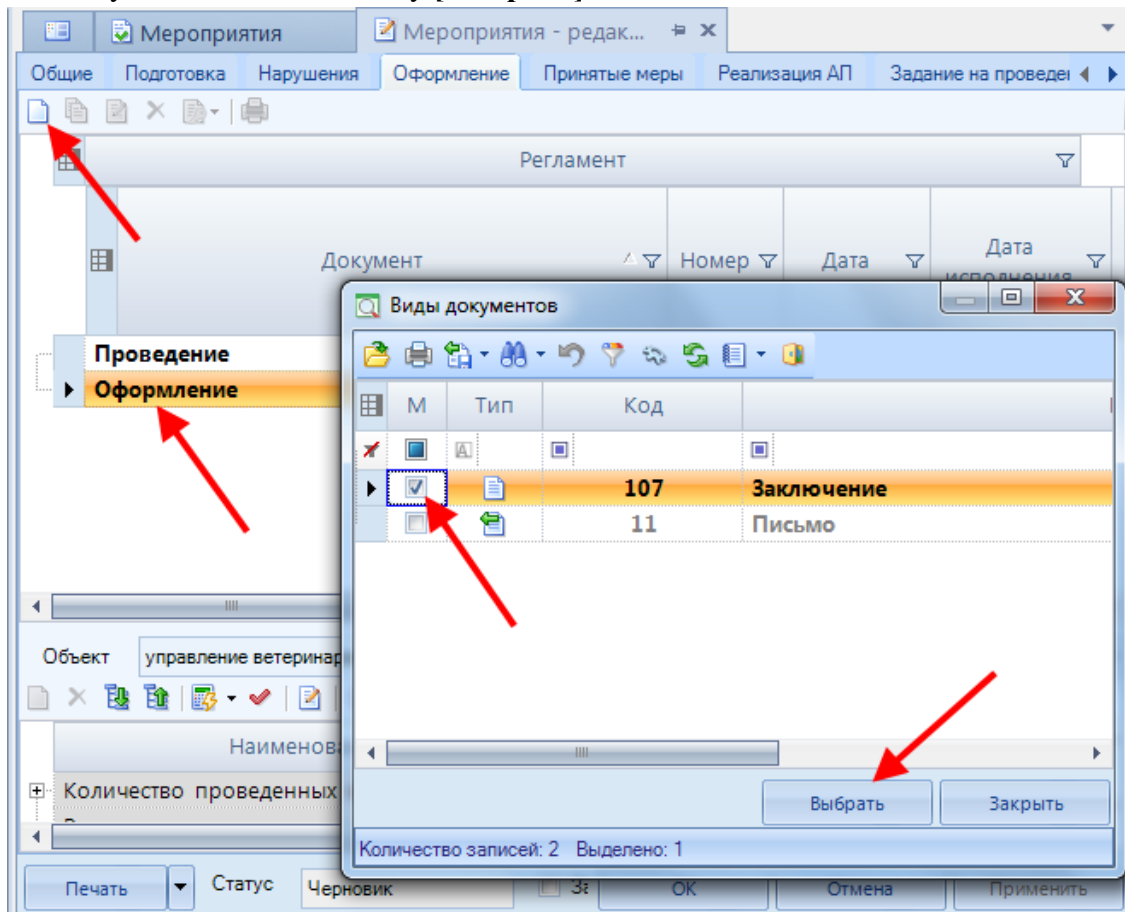 Мероприятия
Мероприятия - редак...
Общие Подготовка Нарушения Оформление Принятые меры Реализация АП Задание на проведе
Регламент
Документ Номер Дата Дата исполнения
Виды документов
Проведение
Оформление
М Тип Код
107 Заключение
11 Письмо
Объект управление ветеринар
Наименова
Количество проведенных
Выбрать Закрыть
Количество записей: 2 Выделено: 1
Печать Статус Черновик За ОК Отмена Применить